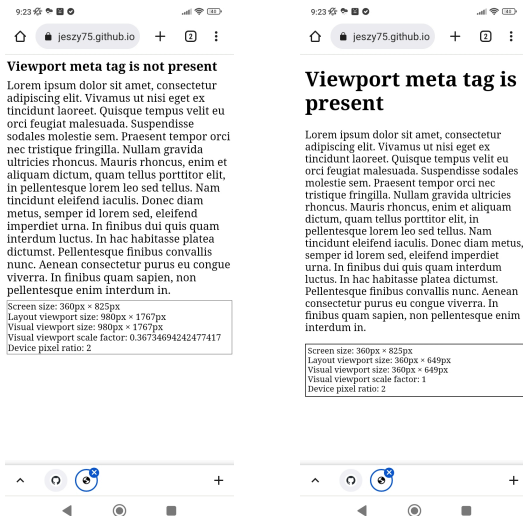 9:23
jeszy75.github.io
2
Viewport meta tag is not present
Lorem ipsum dolor sit amet, consectetur
adipiscing elit. Vivamus ut nisi eget ex
tincidunt laoreet. Quisque tempus velit eu
orci feugiat malesuada. Suspendisse
sodales molestie sem. Praesent tempor orci
nec tristique fringilla. Nullam gravida
ultricies rhoncus. Mauris rhoncus, enim et
aliquam dictum, quam tellus porttitor elit,
in pellentesque lorem leo sed tellus. Nam
tincidunt eleifend iaculis. Donec diam
metus, semper id lorem sed, eleifend
imperdiet urna. In finibus dui quis quam
interdum luctus. In hac habitasse platea
dictumst. Pellentesque finibus convallis
nunc. Aenean consectetur purus eu congue
viverra. In finibus quam sapien, non
pellentesque enim interdum in.
Screen size: 360px × 825px
Layout viewport size: 980px × 1767px
Visual viewport size: 980px × 1767px
Visual viewport scale factor: 0.36734694242477417
Device pixel ratio: 2
9:23
jeszy75.github.io
2
Viewport meta tag is
present
Lorem ipsum dolor sit amet, consectetur
adipiscing elit. Vivamus ut nisi eget ex
tincidunt laoreet. Quisque tempus velit eu orci
feugiat malesuada. Suspendisse sodales
molestie sem. Praesent tempor orci nec
tristique fringilla. Nullam gravida ultricies
rhoncus. Mauris rhoncus, enim et aliquam
dictum, quam tellus porttitor elit, in
pellentesque lorem leo sed tellus. Nam
tincidunt eleifend iaculis. Donec diam metus,
semper id lorem sed, eleifend imperdiet
urna. In finibus dui quis quam interdum
luctus. In hac habitasse platea dictumst.
Pellentesque finibus convallis nunc. Aenean
consectetur purus eu congue viverra. In
finibus quam sapien, non pellentesque enim
interdum in.
Screen size: 360px × 825px
Layout viewport size: 360px × 649px
Visual viewport size: 360px × 649px
Visual viewport scale factor: 1
Device pixel ratio: 2